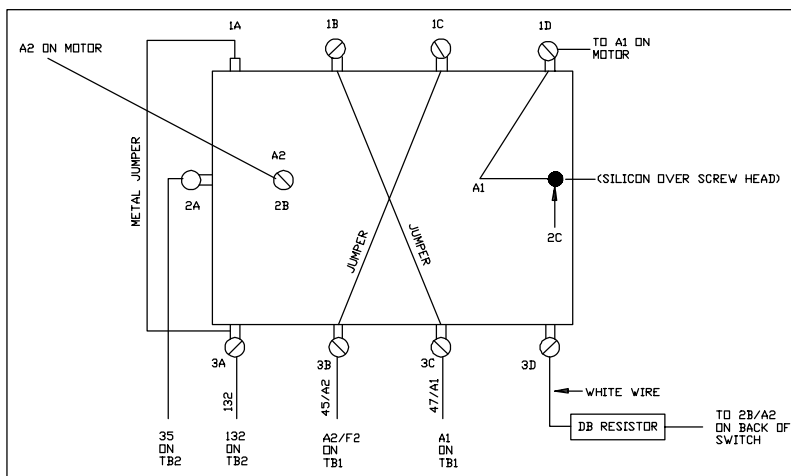 1A
1B
1C
1D
A2 ON MOTOR
TO A1 ON
MOTOR
METAL JUMPER
A2
2A
2B
A1
(SILICON OVER SCREW HEAD)
2C
JUMPER
JUMPER
3A
3B
3C
3D
132
45/A2
47/A1
WHITE WIRE
DB RESISTOR
TO 2B/A2
ON BACK OF
SWITCH
35
ON
TB2
132
ON
TB2
A2/F2
ON
TB1
A1
ON
TB1